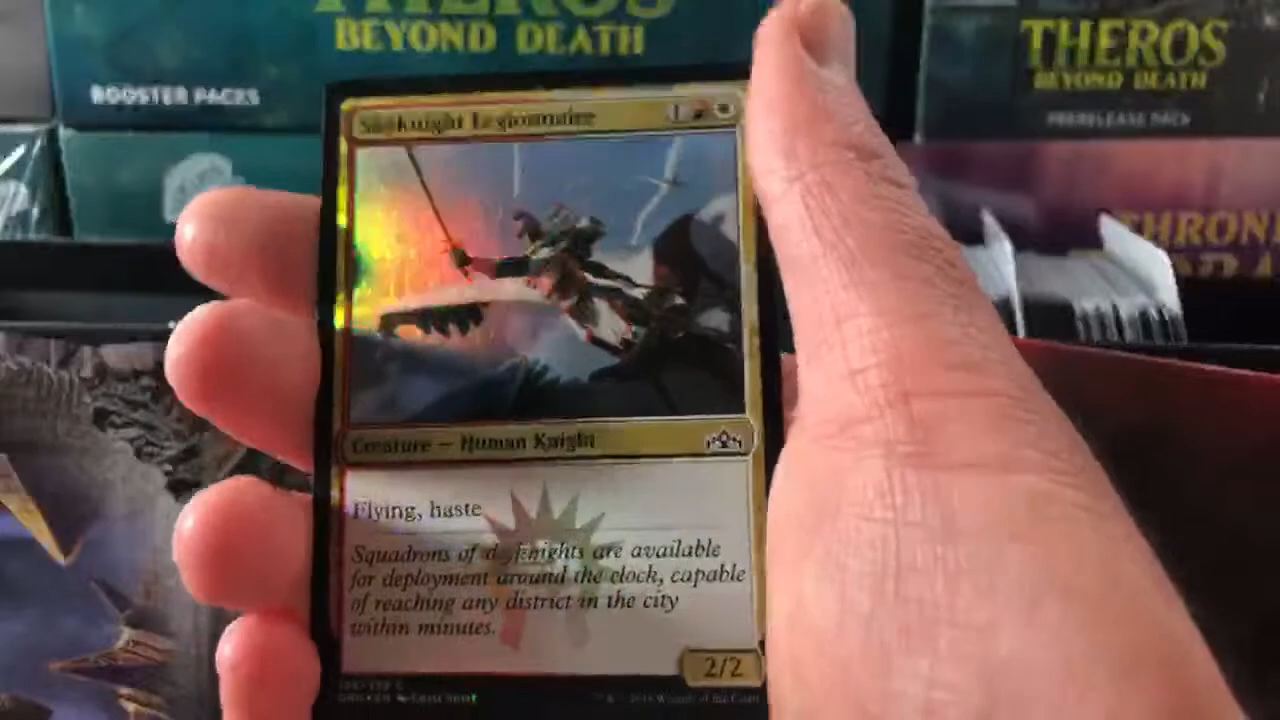 THEROS
BEYOND DEATH
BOOSTER PACKS
THEROS
BEYOND DEATH
PRERELEASE PACK
THRON
Skyknight Legionnaire
1
Creature — Human Knight
Flying, haste
Squadrons of skyknights are available
for deployment around the clock, capable
of reaching any district in the city
within minutes.
2/2